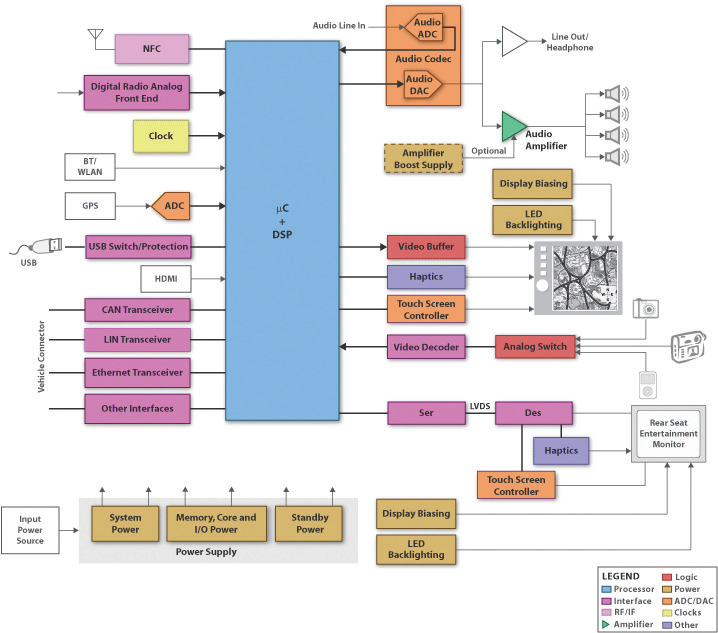 Audio Line In
Audio
ADC
Audio Codec
Audio
DAC
Line Out/
Headphone
NFC
Digital Radio Analog
Front End
Clock
BT/
WLAN
GPS
ADC
USB
USB Switch/Protection
HDMI
Vehicle Connector
CAN Transceiver
LIN Transceiver
Ethernet Transceiver
Other Interfaces
µC
+
DSP
Optional
Audio
Amplifier
Amplifier
Boost Supply
Display Biasing
LED
Backlighting
Video Buffer
Haptics
Touch Screen
Controller
Video Decoder
Analog Switch
Ser
LVDS
Des
Haptics
Touch Screen
Controller
Rear Seat
Entertainment
Monitor
Display Biasing
LED
Backlighting
Input
Power
Source
System
Power
Memory, Core and
I/O Power
Standby
Power
Power Supply
LEGEND
Processor
Interface
RF/IF
Amplifier
Logic
Power
ADC/DAC
Clocks
Other